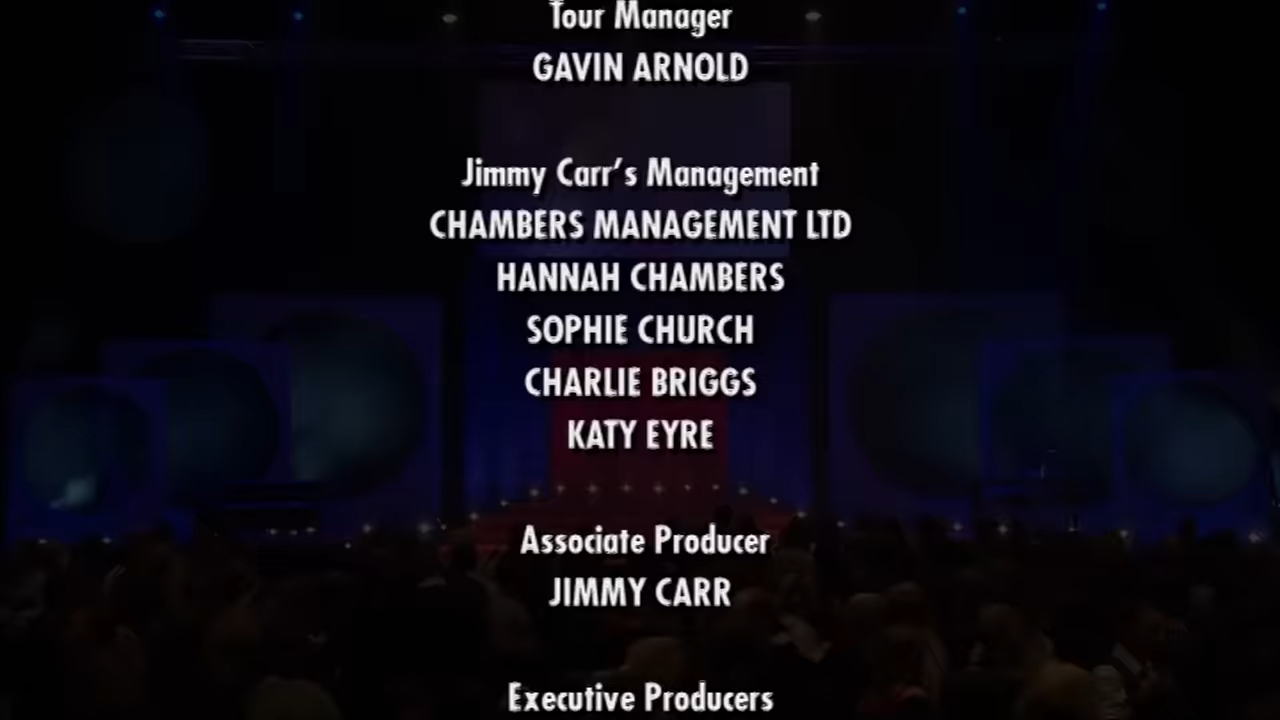 Tour Manager
GAVIN ARNOLD
Jimmy Carr's Management
CHAMBERS MANAGEMENT LTD
HANNAH CHAMBERS
SOPHIE CHURCH
CHARLIE BRIGGS
KATY EYRE
Associate Producer
JIMMY CARR
Executive Producers